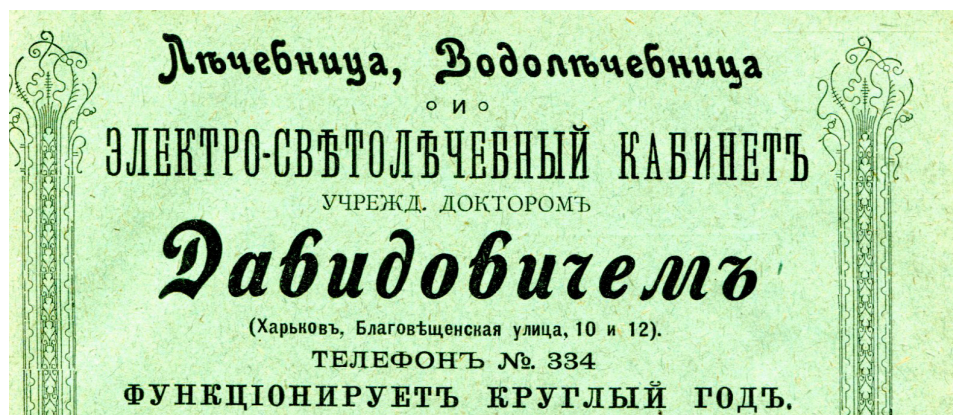 Лѣчебница, Водолѣчебница
и
ЭЛЕКТРО-СВѢТОЛѢЧЕБНЫЙ КАБИНЕТЪ
УЧРЕЖД. ДОКТОРОМЪ
Давидовичемъ
(Харьковъ, Благовѣщенская улица, 10 и 12).
ТЕЛЕФОНЪ №. 334
ФУНКЦІОНИРУЕТЪ КРУГЛЫЙ ГОДЪ.